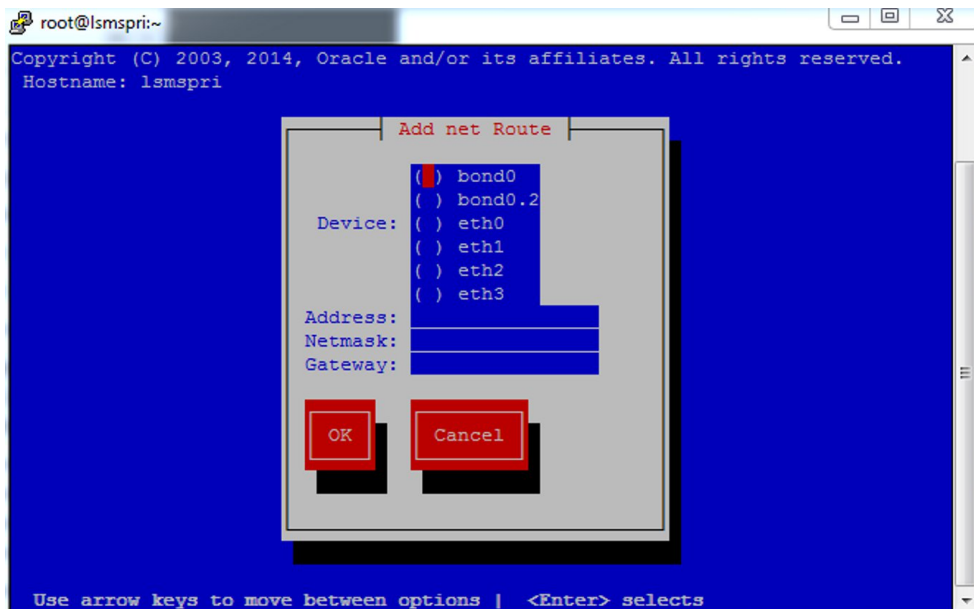 root@lsmspri:~
Copyright (C) 2003, 2014, Oracle and/or its affiliates. All rights reserved.
Hostname: lsmspri
Add net Route
( ) bond0
( ) bond0.2
Device: ( ) eth0
( ) eth1
( ) eth2
( ) eth3
Address:
Netmask:
Gateway:
OK Cancel
Use arrow keys to move between options | <Enter> selects